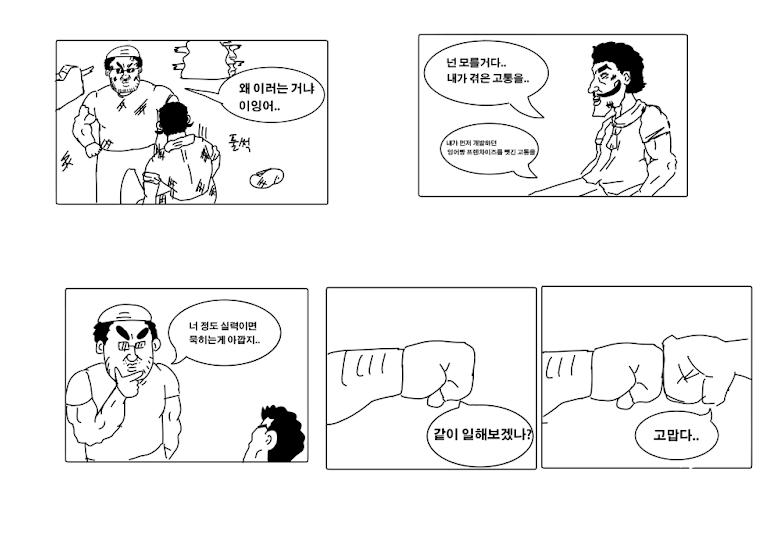 왜 이러는 거냐
이잉어..
풀썩
넌 모를거다..
내가 겪은 고통을..
내가 먼저 개발하던
잉어빵 프랜차이즈를 뺏긴 고통을
너 정도 실력이면
묵히는게 아깝지..
같이 일해보겠나?
고맙다..